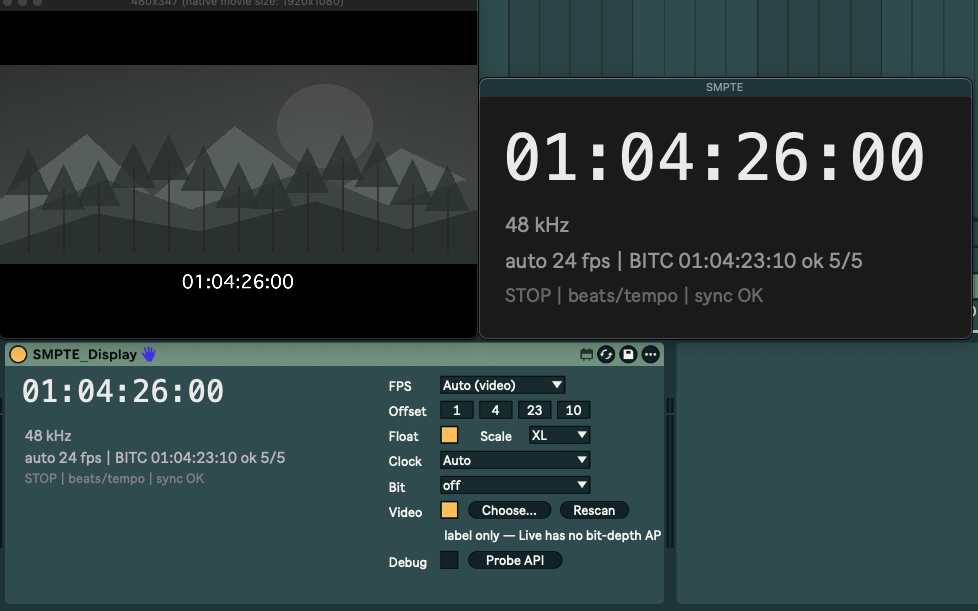 480x347 (native movie size: 1920x1080)
01:04:26:00
SMPTE
01:04:26:00
48 kHz
auto 24 fps | BITC 01:04:23:10 ok 5/5
STOP | beats/tempo | sync OK
SMPTE_Display
01:04:26:00
48 kHz
auto 24 fps | BITC 01:04:23:10 ok 5/5
STOP | beats/tempo | sync OK
FPS Auto (video)
Offset 1 4 23 10
Float Scale XL
Clock Auto
Bit off
Video Choose... Rescan
label only — Live has no bit-depth AP
Debug Probe API